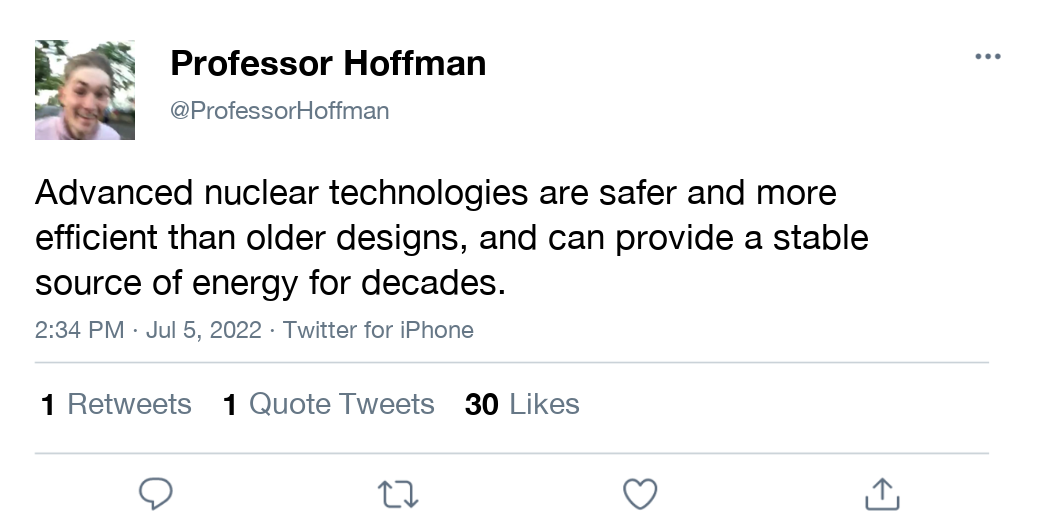 Professor Hoffman
@ProfessorHoffman
Advanced nuclear technologies are safer and more
efficient than older designs, and can provide a stable
source of energy for decades.
2:34 PM · Jul 5, 2022 · Twitter for iPhone
1 Retweets 1 Quote Tweets 30 Likes